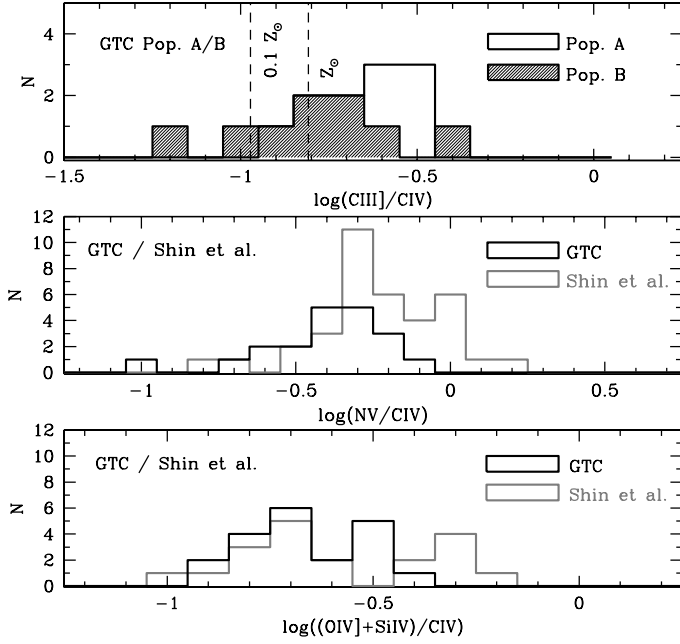 GTC Pop. A/B
0.1 Z⊙
Z⊙
Pop. A
Pop. B
N
4
2
0
-1.5
-1
-0.5
0
log(CIII]/CIV)
GTC / Shin et al.
GTC
Shin et al.
N
12
10
8
6
4
2
0
-1
-0.5
0
0.5
log(NV/CIV)
GTC / Shin et al.
GTC
Shin et al.
N
12
10
8
6
4
2
0
-1
-0.5
0
log((OIV]+SiIV)/CIV)